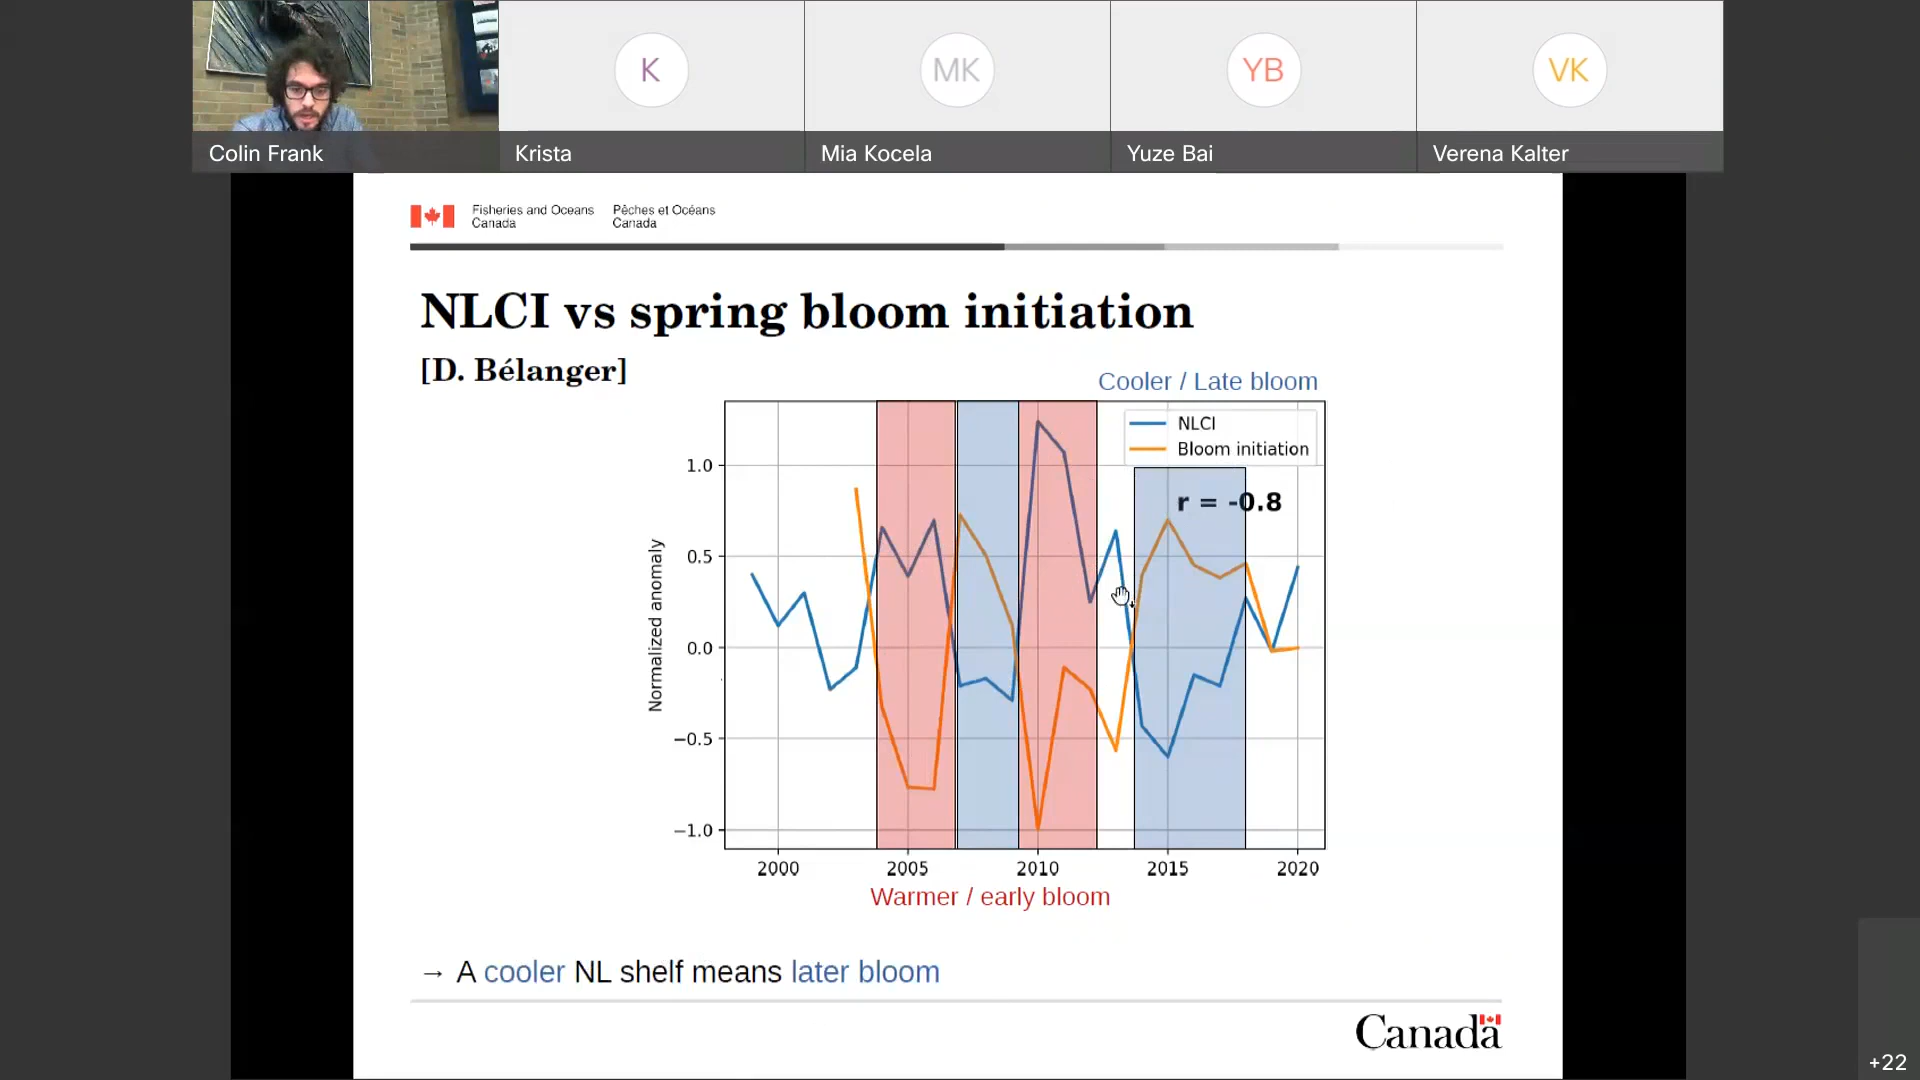 K
MK
YB
VK
Colin Frank
Krista
Mia Kocela
Yuze Bai
Verena Kalter
Fisheries and Oceans
Canada
Pêches et Océans
Canada
NLCI vs spring bloom initiation
[D. Bélanger]
Cooler / Late bloom
NLCI
Bloom initiation
r = -0.8
Normalized anomaly
1.0
0.5
0.0
−0.5
−1.0
2000
2005
2010
2015
2020
Warmer / early bloom
→ A cooler NL shelf means later bloom
Canada
+22